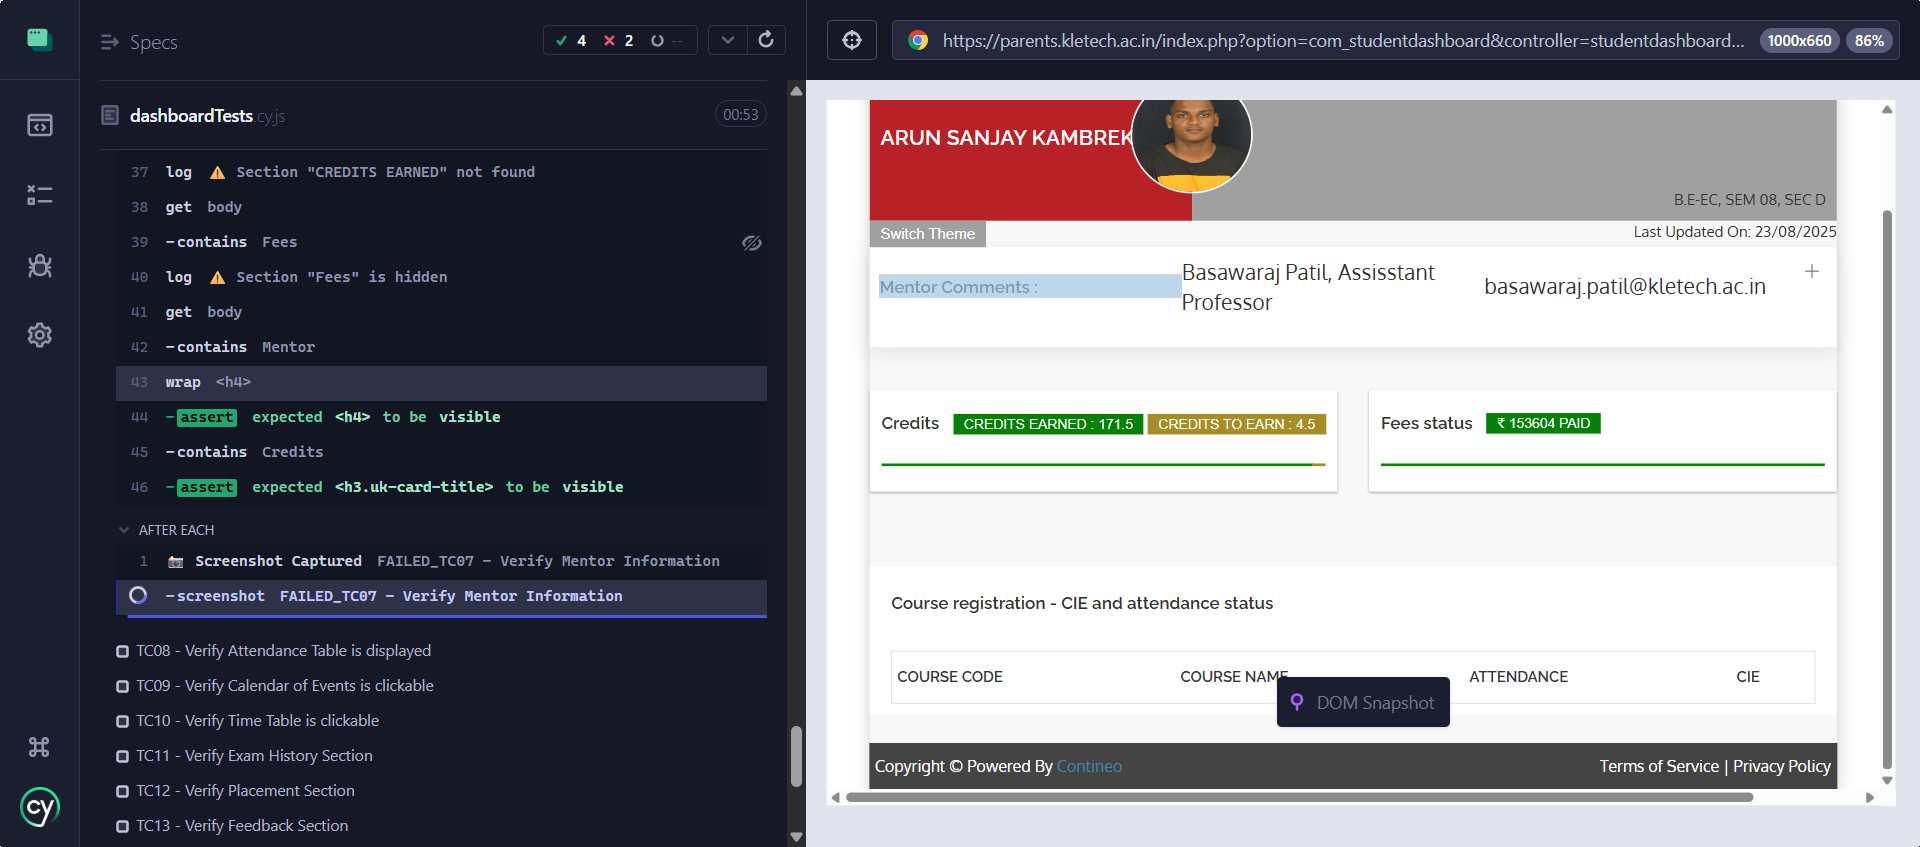 Specs
4 2 --
dashboardTests.cy.js 00:53
37 log Section "CREDITS EARNED" not found
38 get body
39 -contains Fees
40 log Section "Fees" is hidden
41 get body
42 -contains Mentor
43 wrap <h4>
44 -assert expected <h4> to be visible
45 -contains Credits
46 -assert expected <h3.uk-card-title> to be visible
AFTER EACH
1 Screenshot Captured FAILED_TC07 - Verify Mentor Information
-screenshot FAILED_TC07 - Verify Mentor Information
TC08 - Verify Attendance Table is displayed
TC09 - Verify Calendar of Events is clickable
TC10 - Verify Time Table is clickable
TC11 - Verify Exam History Section
TC12 - Verify Placement Section
TC13 - Verify Feedback Section
cy
https://parents.kletech.ac.in/index.php?option=com_studentdashboard&controller=studentdashboard... 1000x660 86%
ARUN SANJAY KAMBREK
B.E-EC, SEM 08, SEC D
Switch Theme
Last Updated On: 23/08/2025
Mentor Comments :
Basawaraj Patil, Assisstant
Professor
basawaraj.patil@kletech.ac.in
Credits CREDITS EARNED : 171.5 CREDITS TO EARN : 4.5
Fees status ₹ 153604 PAID
Course registration - CIE and attendance status
COURSE CODE COURSE NAME ATTENDANCE CIE
DOM Snapshot
Copyright © Powered By Contineo
Terms of Service | Privacy Policy